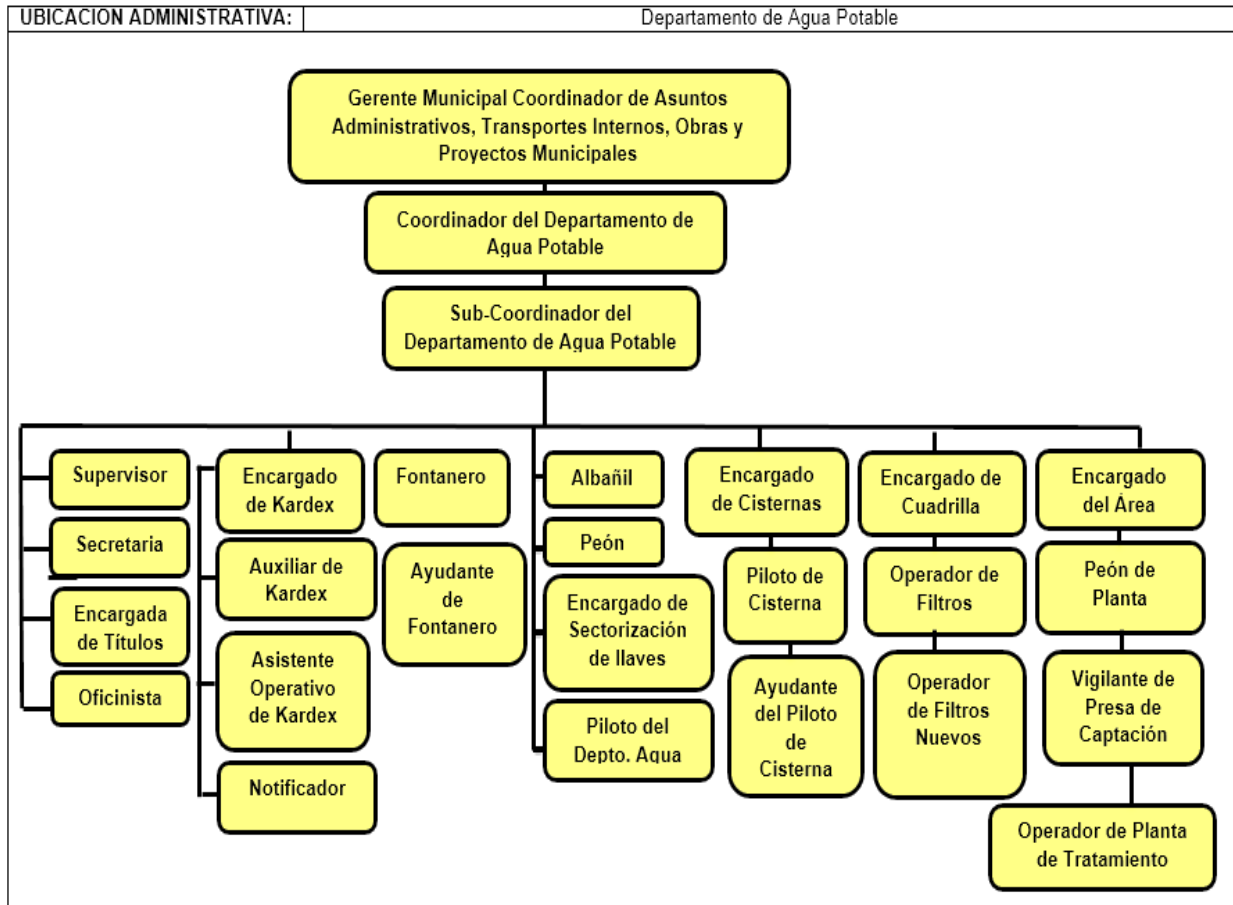 UBICACION ADMINISTRATIVA:
Departamento de Agua Potable
Gerente Municipal Coordinador de Asuntos
Administrativos, Transportes Internos, Obras y
Proyectos Municipales
Coordinador del Departamento de
Agua Potable
Sub-Coordinador del
Departamento de Agua Potable
Supervisor
Secretaria
Encargada
de Títulos
Oficinista
Encargado
de Kardex
Auxiliar de
Kardex
Asistente
Operativo
de Kardex
Notificador
Fontanero
Ayudante
de
Fontanero
Albañil
Peón
Encargado de
Sectorización
de llaves
Piloto del
Depto. Agua
Encargado
de Cisternas
Piloto de
Cisterna
Ayudante
del Piloto
de
Cisterna
Encargado de
Cuadrilla
Operador de
Filtros
Operador
de Filtros
Nuevos
Encargado
del Área
Peón de
Planta
Vigilante de
Presa de
Captación
Operador de Planta
de Tratamiento